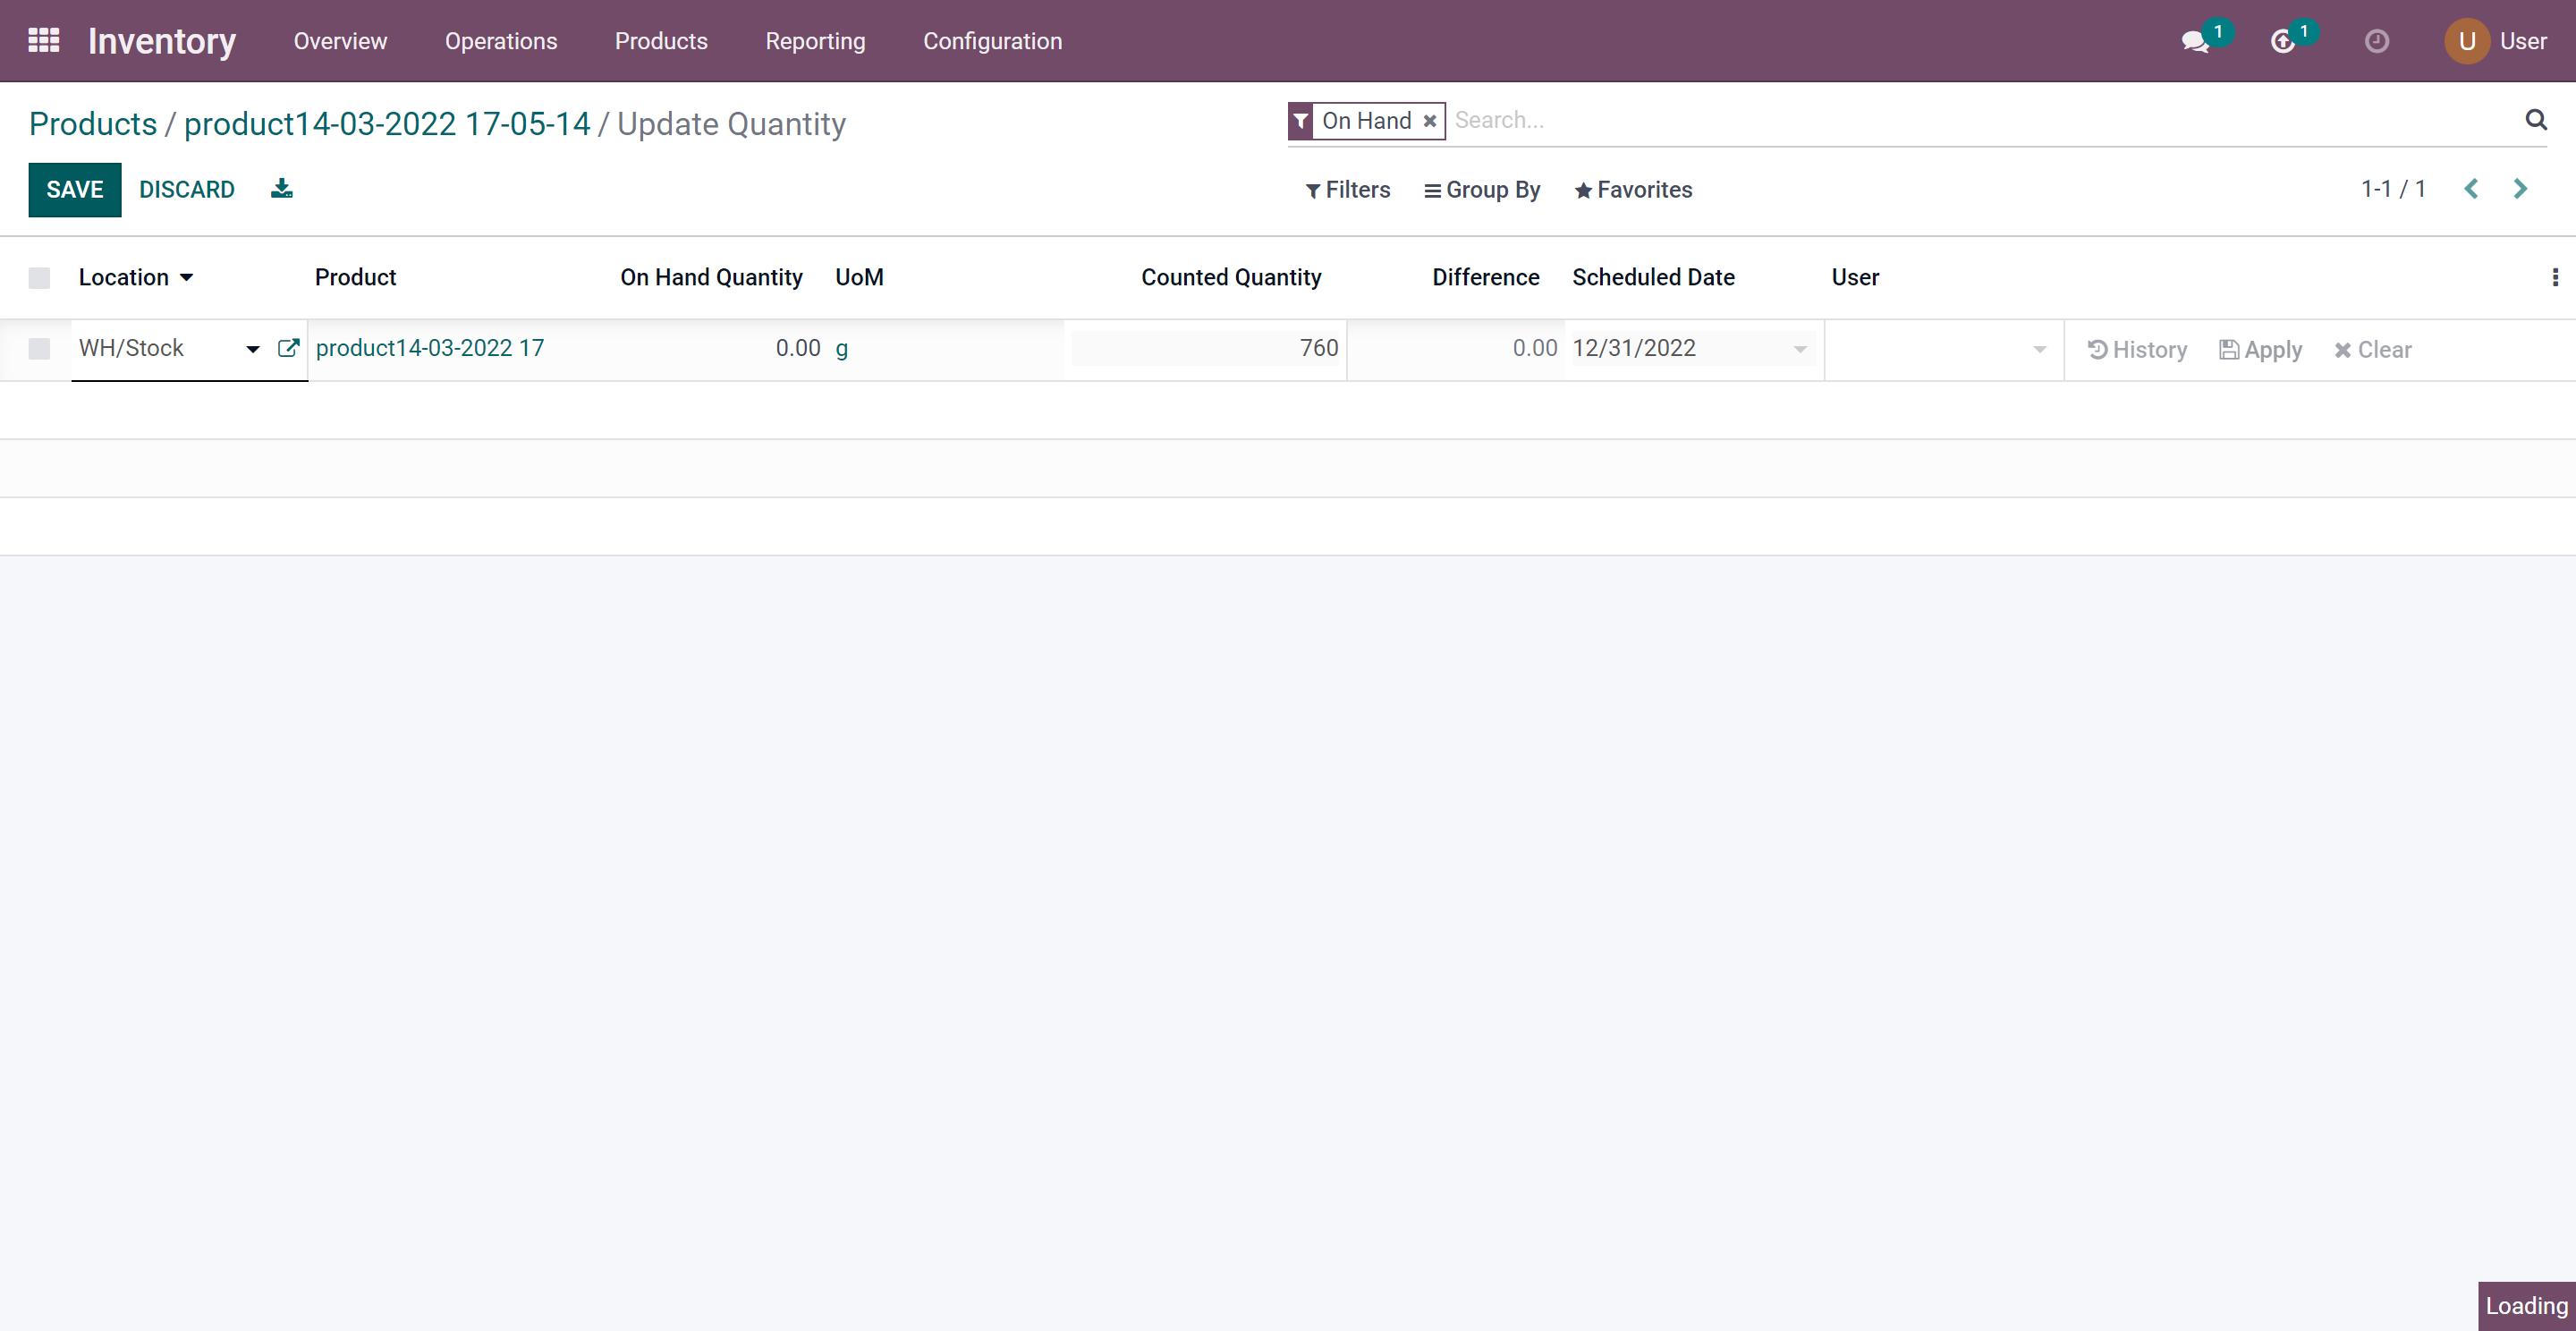 Inventory Overview Operations Products Reporting Configuration 1 1 U User
Products / product14-03-2022 17-05-14 / Update Quantity On Hand Search...
SAVE DISCARD Filters Group By Favorites 1-1 / 1
Location Product On Hand Quantity UoM Counted Quantity Difference Scheduled Date User
WH/Stock product14-03-2022 17 0.00 g 760 0.00 12/31/2022 History Apply Clear
Loading